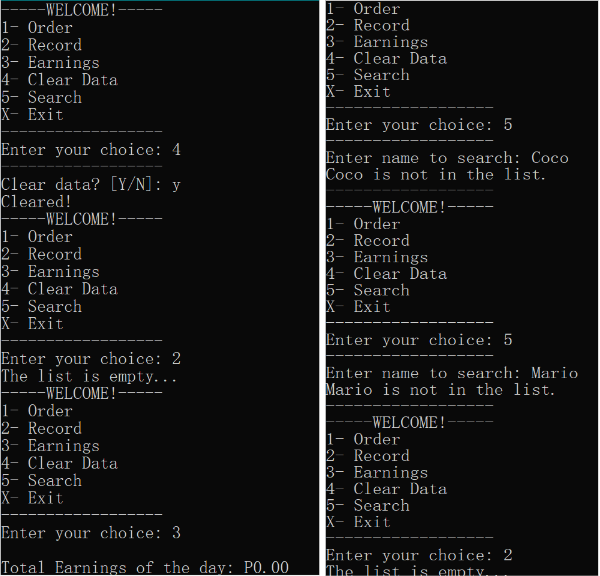 -----WELCOME!-----
1- Order
2- Record
3- Earnings
4- Clear Data
5- Search
X- Exit
------------------
Enter your choice: 4
------------------
Clear data? [Y/N]: y
Cleared!
-----WELCOME!-----
1- Order
2- Record
3- Earnings
4- Clear Data
5- Search
X- Exit
------------------
Enter your choice: 2
The list is empty...
-----WELCOME!-----
1- Order
2- Record
3- Earnings
4- Clear Data
5- Search
X- Exit
------------------
Enter your choice: 3
Total Earnings of the day: P0.00
1- Order
2- Record
3- Earnings
4- Clear Data
5- Search
X- Exit
------------------
Enter your choice: 5
------------------
Enter name to search: Coco
Coco is not in the list.
------------------
-----WELCOME!-----
1- Order
2- Record
3- Earnings
4- Clear Data
5- Search
X- Exit
------------------
Enter your choice: 5
------------------
Enter name to search: Mario
Mario is not in the list.
------------------
-----WELCOME!-----
1- Order
2- Record
3- Earnings
4- Clear Data
5- Search
X- Exit
------------------
Enter your choice: 2
The list is empty...